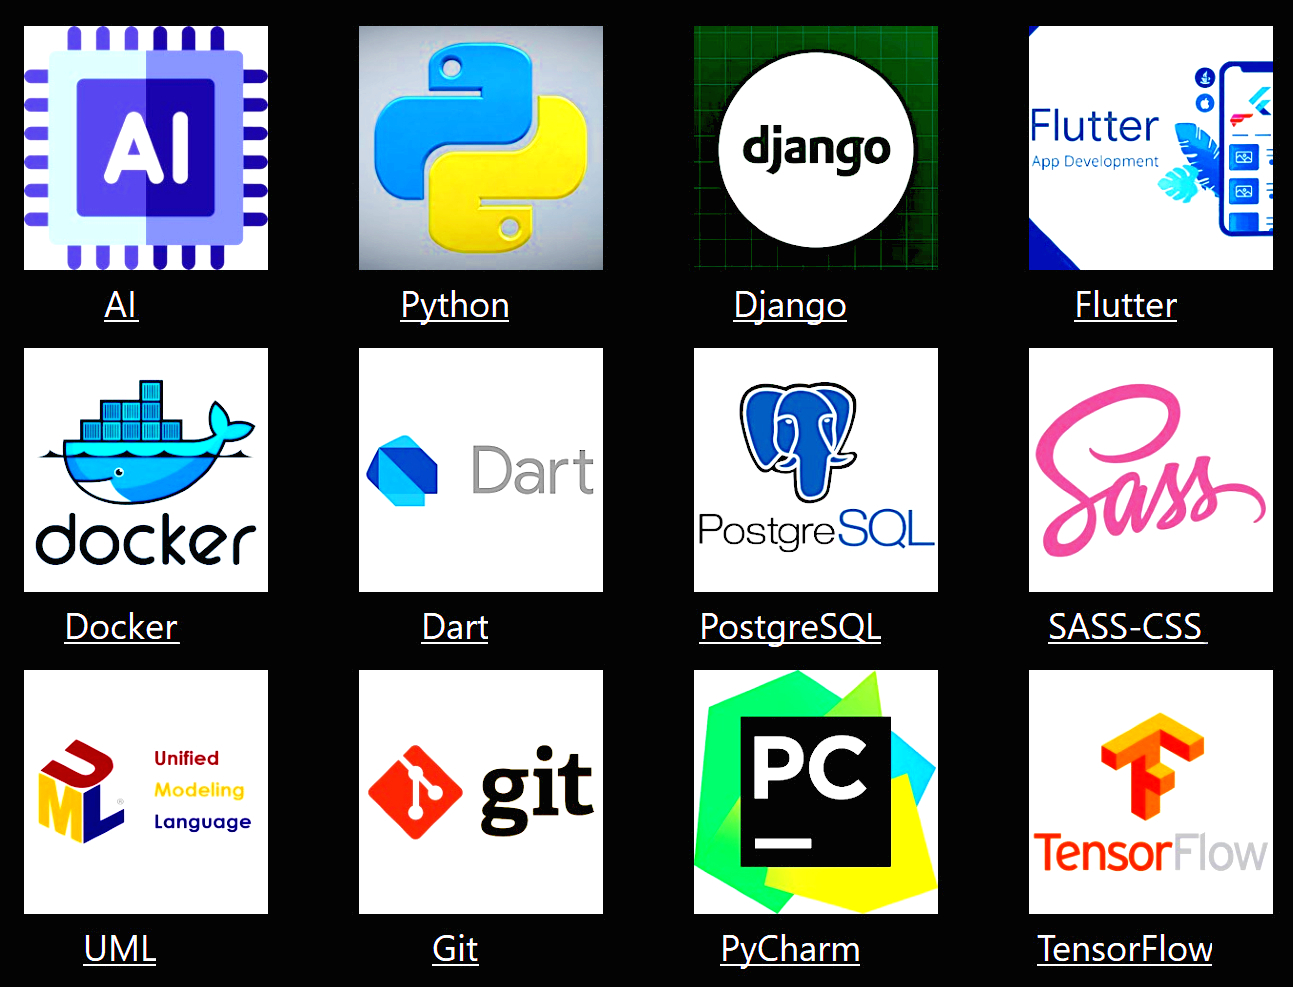 AI
django
Flutter
App Development
AI
Python
Django
Flutter
docker
Dart
PostgreSQL
Sass
Docker
Dart
PostgreSQL
SASS-CSS
UML
Unified
Modeling
Language
®
git
PC
TensorFlow
UML
Git
PyCharm
TensorFlow